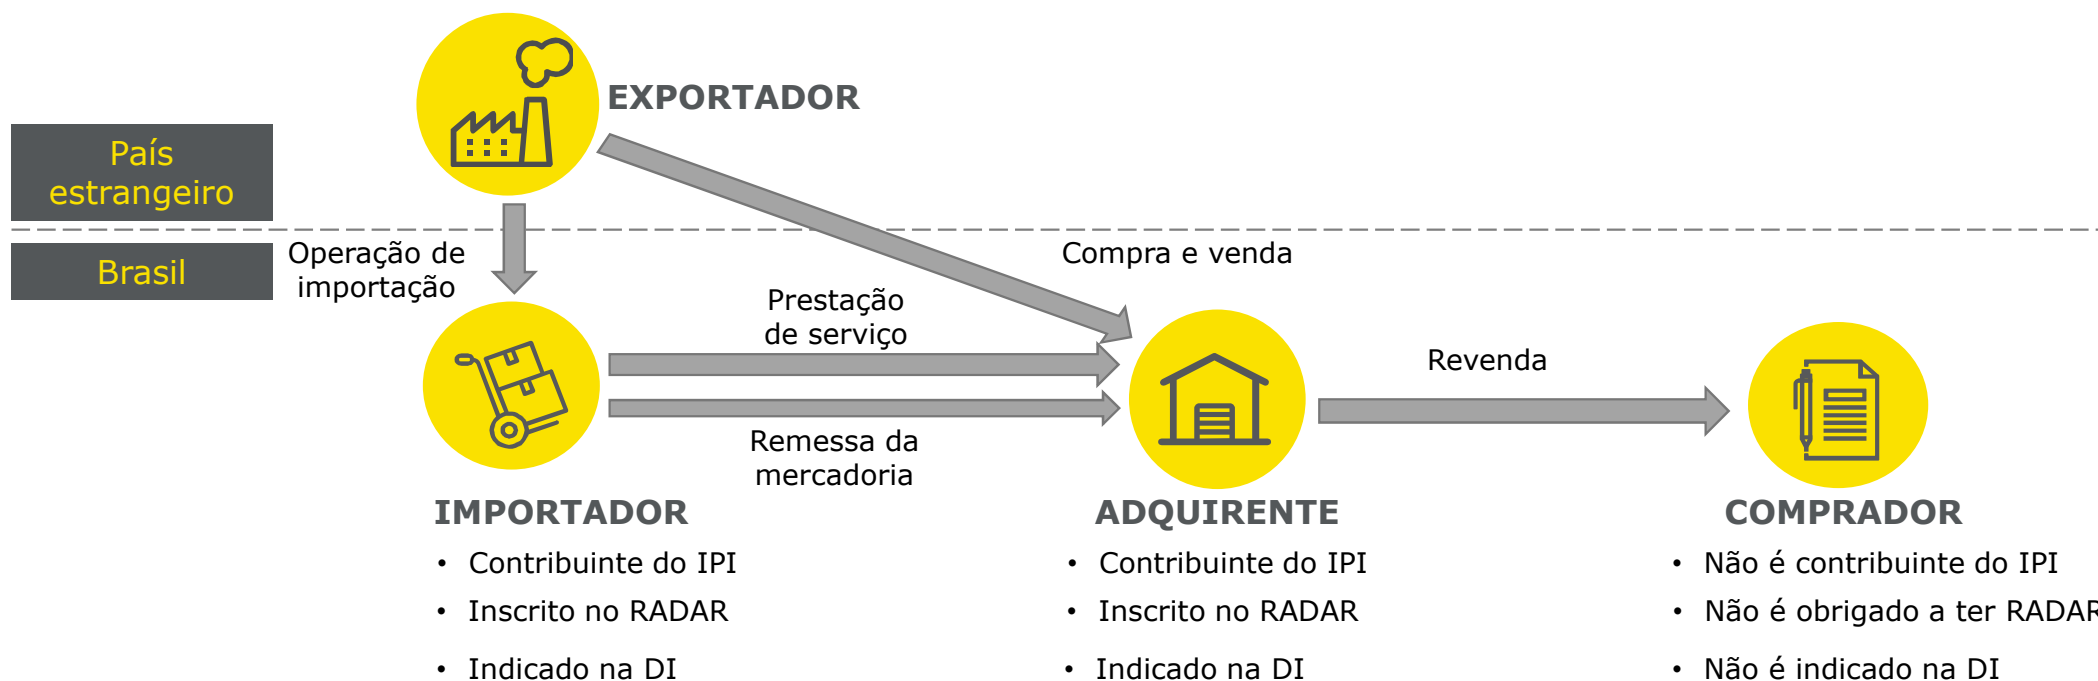 EXPORTADOR
País
estrangeiro
Brasil
Operação de
importação
Compra e venda
Prestação
de serviço
Remessa da
mercadoria
Revenda
IMPORTADOR
• Contribuinte do IPI
• Inscrito no RADAR
• Indicado na DI
ADQUIRENTE
• Contribuinte do IPI
• Inscrito no RADAR
• Indicado na DI
COMPRADOR
• Não é contribuinte do IPI
• Não é obrigado a ter RADAR
• Não é indicado na DI